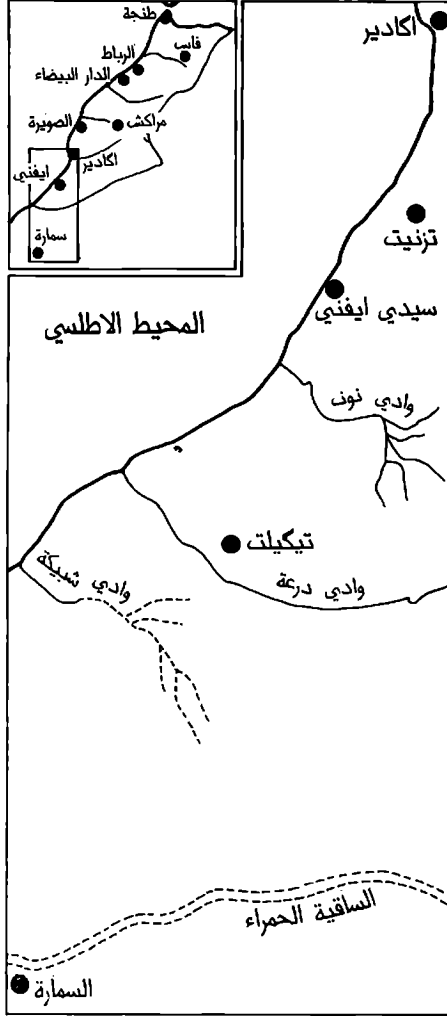 طنجة
فاس
الرباط
الدار البيضاء
الصويرة
مراكش
اكادير
ايفني
سمارة
اكادير
تزنيت
سيدي ايفني
المحيط الاطلسي
وادي نون
تيكيلت
وادي شبيكة
وادي درعة
الساقية الحمراء
السمارة